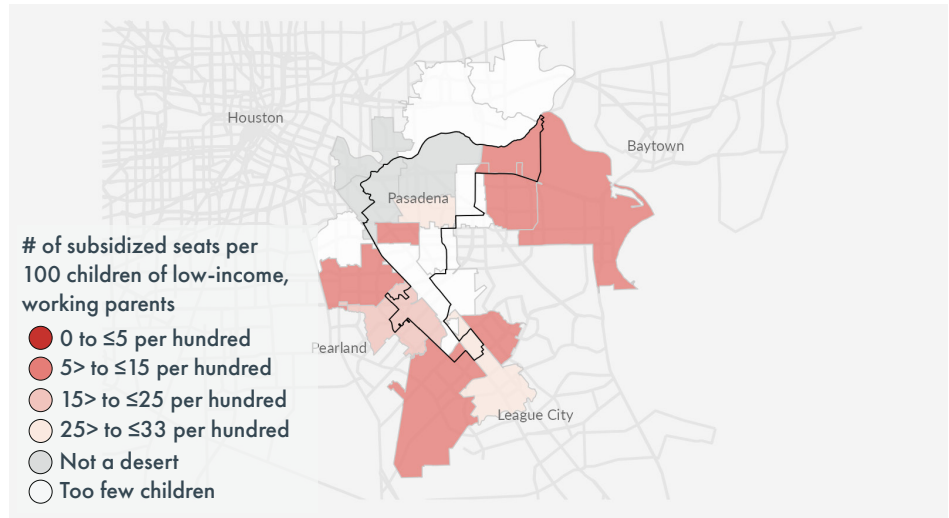 Houston
Baytown
Pasadena
# of subsidized seats per
100 children of low-income,
working parents
0 to ≤5 per hundred
5> to ≤15 per hundred
15> to ≤25 per hundred
25> to ≤33 per hundred
Not a desert
Too few children
Pearland
League City